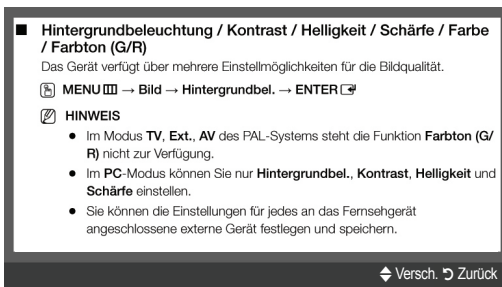 ■ Hintergrundbeleuchtung / Kontrast / Helligkeit / Schärfe / Farbe
/ Farbton (G/R)
Das Gerät verfügt über mehrere Einstellmöglichkeiten für die Bildqualität.
MENU → Bild → Hintergrundbel. → ENTER
HINWEIS
● Im Modus TV, Ext., AV des PAL-Systems steht die Funktion Farbton (G/
R) nicht zur Verfügung.
● Im PC-Modus können Sie nur Hintergrundbel., Kontrast, Helligkeit und
Schärfe einstellen.
● Sie können die Einstellungen für jedes an das Fernsehgerät
angeschlossene externe Gerät festlegen und speichern.
Versch. Zurück